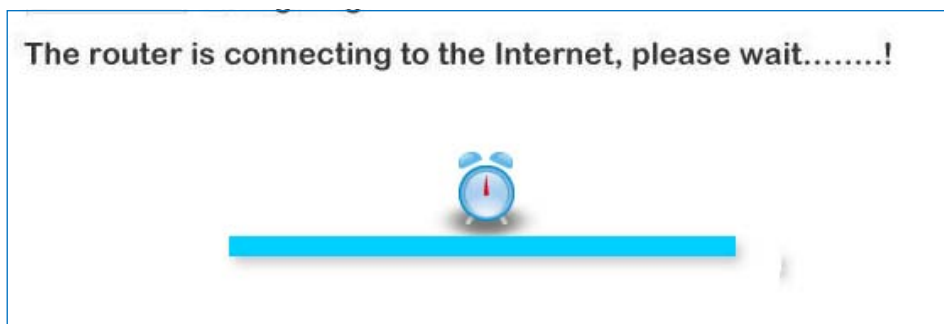 The router is connecting to the Internet, please wait........!